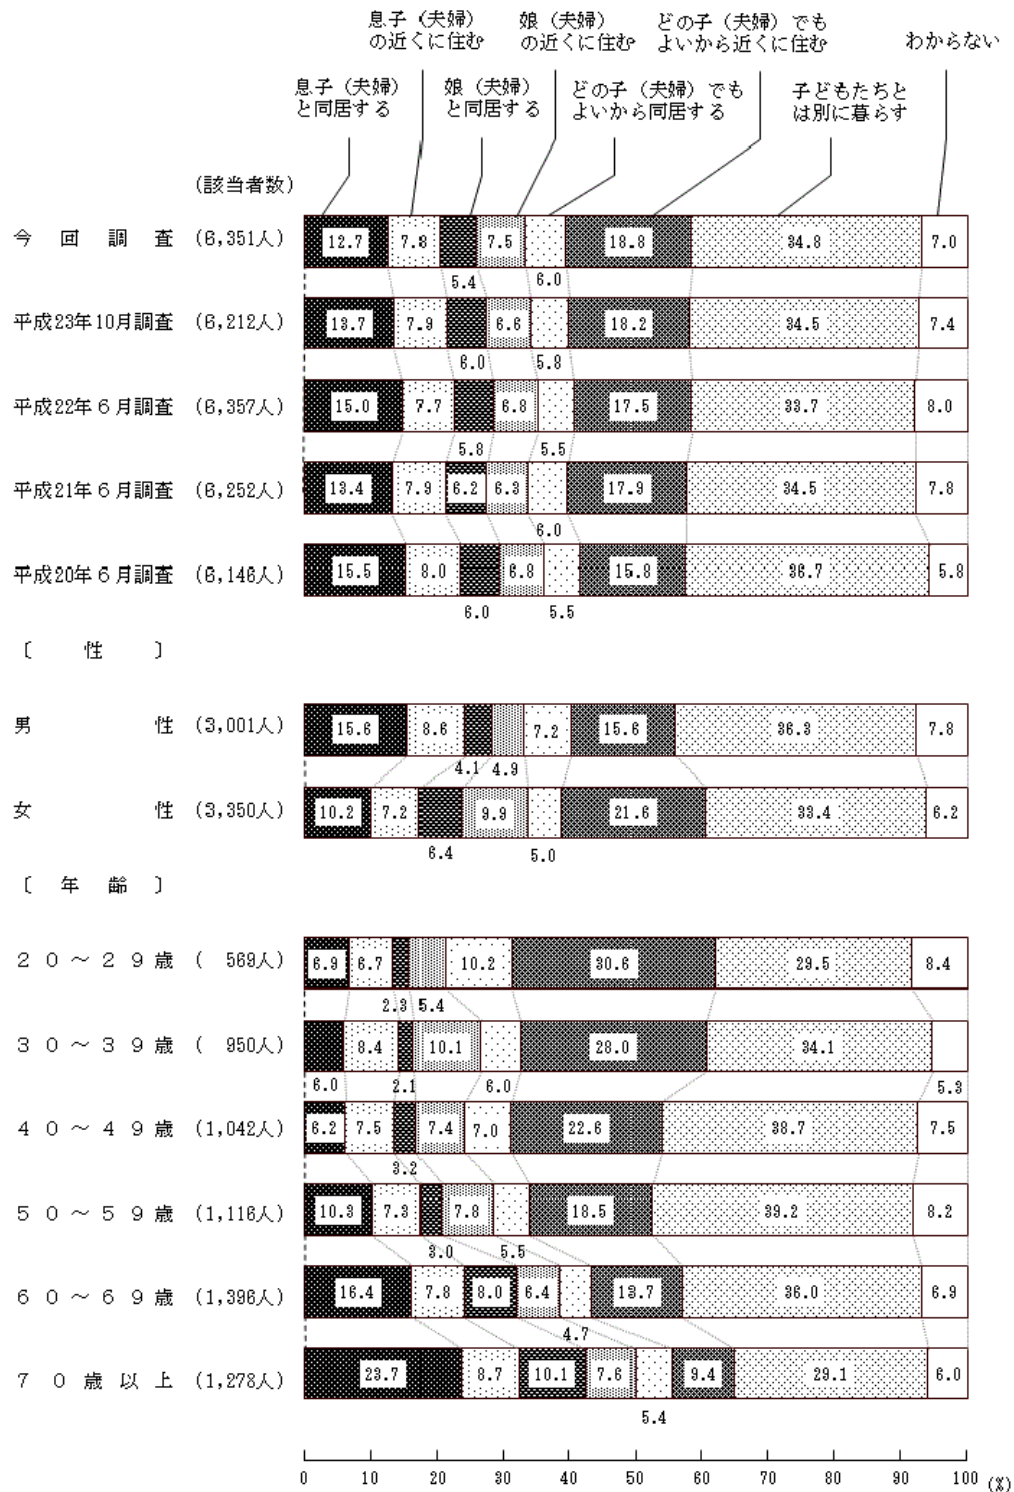 息子（夫婦）
の近くに住む
娘（夫婦）
の近くに住む
どの子（夫婦）でも
よいから近くに住む
わからない
息子（夫婦）
と同居する
娘（夫婦）
と同居する
どの子（夫婦）でも
よいから同居する
子どもたちと
は別に暮らす
(該当者数)
今回調査 (6,351人) 12.7 7.8 7.5 18.8 34.8 7.0
5.4 6.0
平成23年10月調査 (6,212人) 13.7 7.9 6.6 18.2 34.5 7.4
6.0 5.8
平成22年6月調査 (6,357人) 15.0 7.7 6.8 17.5 33.7 8.0
5.8 5.5
平成21年6月調査 (6,252人) 13.4 7.9 6.2 6.3 17.9 34.5 7.8
6.0
平成20年6月調査 (6,146人) 15.5 8.0 6.8 15.8 36.7 5.8
6.0 5.5
〔 性 〕
男性 (3,001人) 15.6 8.6 7.2 15.6 36.3 7.8
4.1 4.9
女性 (3,350人) 10.2 7.2 9.9 21.6 33.4 6.2
6.4 5.0
〔 年齢 〕
２０～２９歳 ( 569人) 6.9 6.7 10.2 30.6 29.5 8.4
2.3 5.4
３０～３９歳 ( 950人) 8.4 10.1 28.0 34.1
6.0 2.1 6.0 5.3
４０～４９歳 (1,042人) 6.2 7.5 7.4 7.0 22.6 38.7 7.5
3.2
５０～５９歳 (1,116人) 10.3 7.3 7.8 18.5 39.2 8.2
3.0 5.5
６０～６９歳 (1,396人) 16.4 7.8 8.0 6.4 13.7 36.0 6.9
4.7
７０歳以上 (1,278人) 23.7 8.7 10.1 7.6 9.4 29.1 6.0
5.4
0 10 20 30 40 50 60 70 80 90 100 (%)